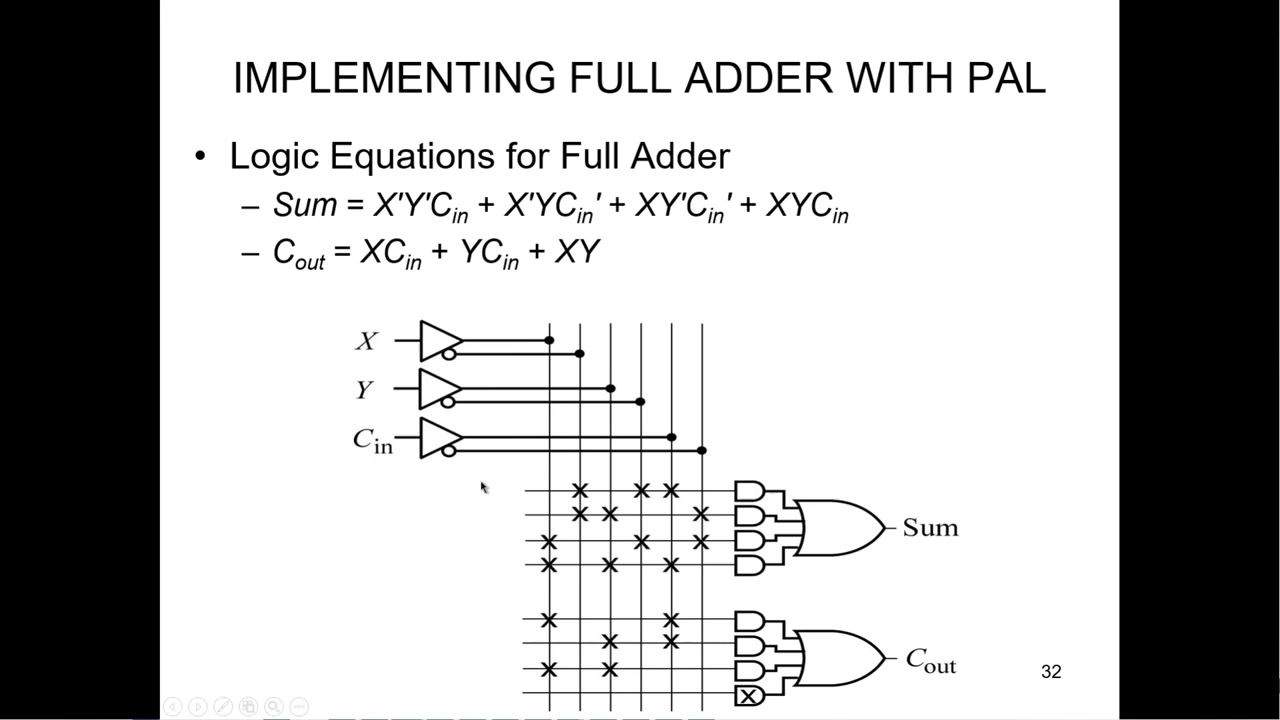 IMPLEMENTING FULL ADDER WITH PAL
• Logic Equations for Full Adder
– Sum = X'Y'Cin + X'YCin' + XY'Cin' + XYCin
– Cout = XCin + YCin + XY
X
Y
Cin
Sum
Cout
32